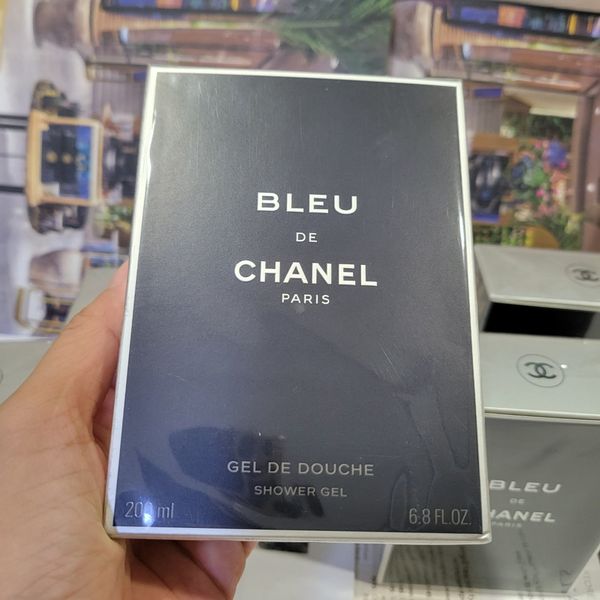 BLEU
DE
CHANEL
PARIS
GEL DE DOUCHE
SHOWER GEL
200 ml
6.8 FL.OZ.
BLEU
DE
CHANEL
PARIS